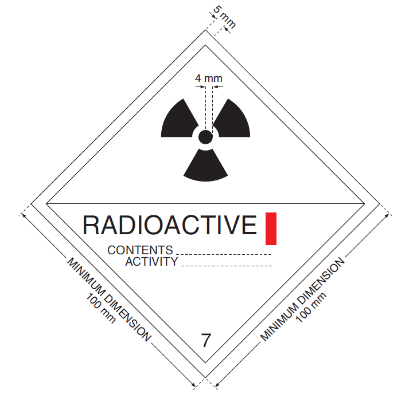 5 mm
4 mm
RADIOACTIVE I
CONTENTS
ACTIVITY
MINIMUM DIMENSION
100 mm
MINIMUM DIMENSION
100 mm
7